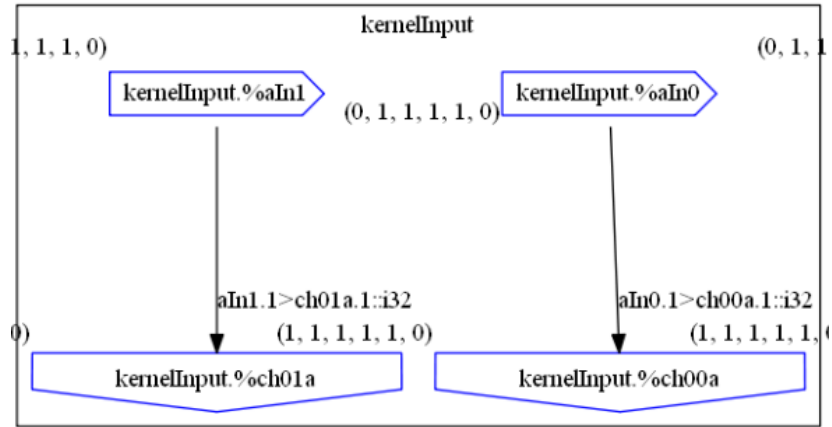 kernelInput
1, 1, 1, 0)
(0, 1, 1
kernelInput.%aIn1
kernelInput.%aIn0
(0, 1, 1, 1, 1, 0)
aIn1.1>ch01a.1::i32
aIn0.1>ch00a.1::i32
0)
(1, 1, 1, 1, 1, 0)
(1, 1, 1, 1, 1, 0
kernelInput.%ch01a
kernelInput.%ch00a